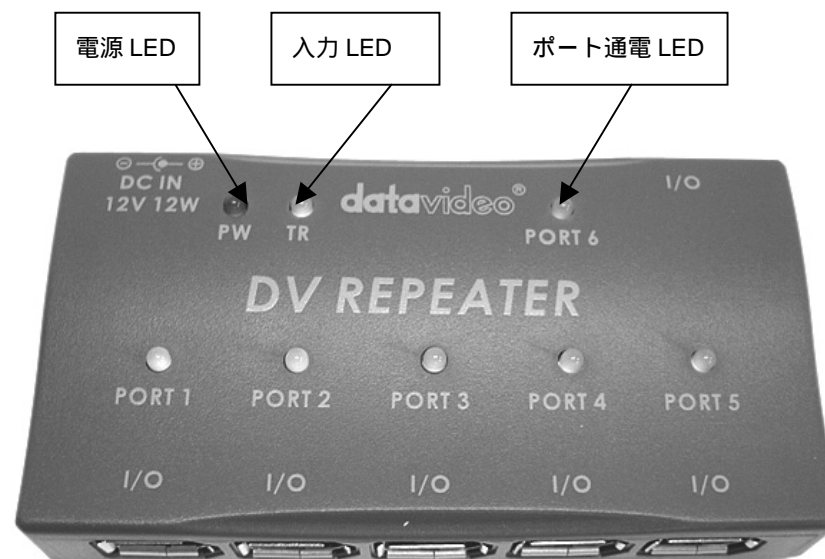 電源 LED
入力 LED
ポート通電 LED
⊖ ⊕
DC IN
12V 12W
PW
TR
datavideo®
PORT 6
I/O
DV REPEATER
PORT 1
PORT 2
PORT 3
PORT 4
PORT 5
I/O
I/O
I/O
I/O
I/O